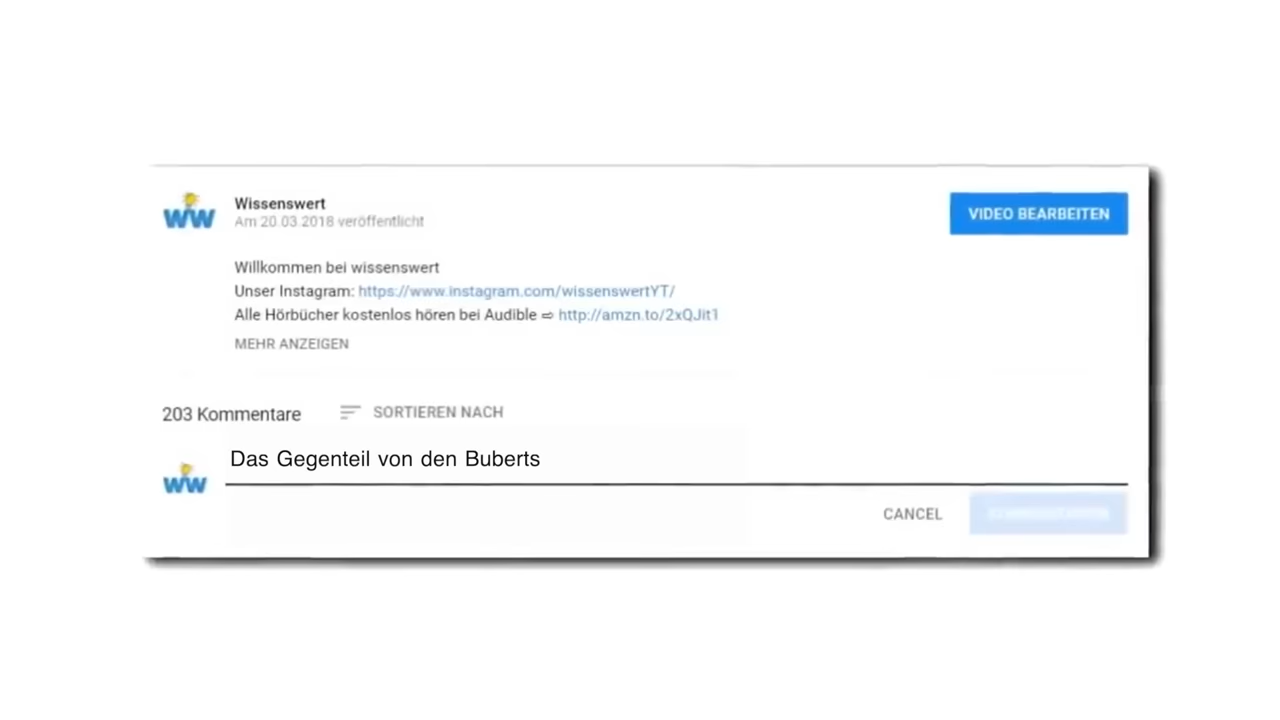 WW
Wissenswert
Am 20.03.2018 veröffentlicht
VIDEO BEARBEITEN
Willkommen bei wissenswert
Unser Instagram: https://www.instagram.com/wissenswertYT/
Alle Hörbücher kostenlos hören bei Audible ⇨ http://amzn.to/2xQJit1
MEHR ANZEIGEN
203 Kommentare
SORTIEREN NACH
WW
Das Gegenteil von den Buberts
CANCEL